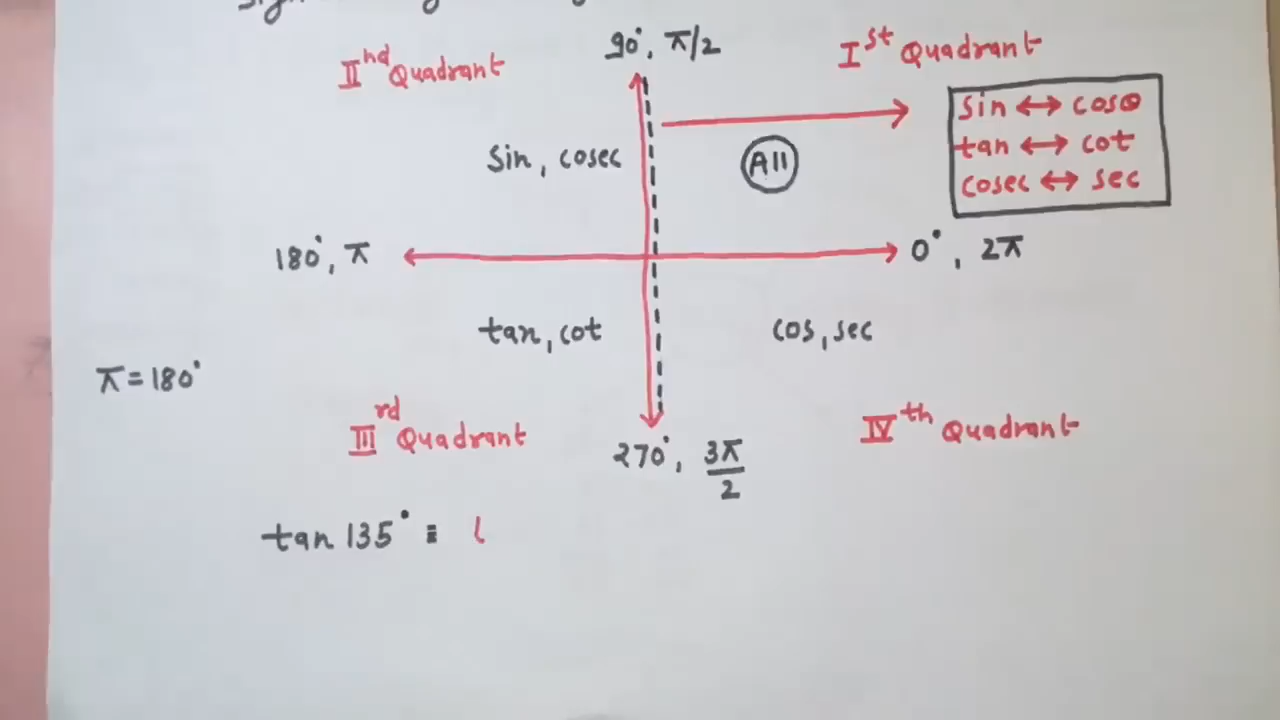 90°, π/2
IInd Quadrant
Ist Quadrant
sin ↔ cosθ
tan ↔ cot
cosec ↔ sec
Sin, cosec
All
180°, π
0°, 2π
tan, cot
cos, sec
π = 180°
IIIrd Quadrant
IVth Quadrant
270°, 3π/2
tan 135° =